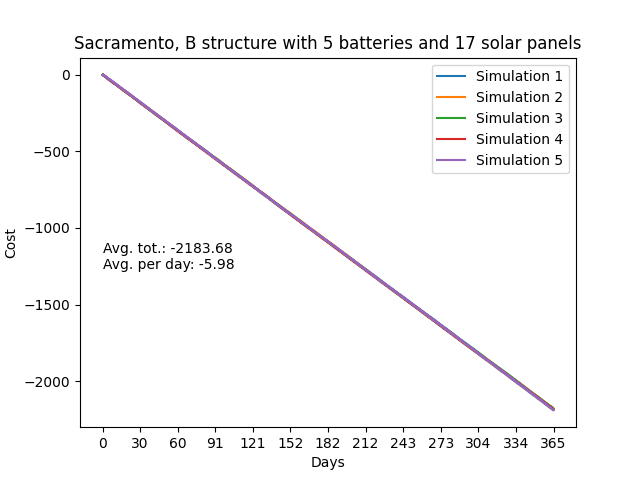 Sacramento, B structure with 5 batteries and 17 solar panels
Simulation 1
Simulation 2
Simulation 3
Simulation 4
Simulation 5
0
−500
−1000
−1500
−2000
Cost
Avg. tot.: -2183.68
Avg. per day: -5.98
0 30 60 91 121 152 182 212 243 273 304 334 365
Days